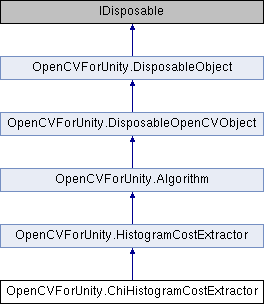 IDisposable
OpenCVForUnity.DisposableObject
OpenCVForUnity.DisposableOpenCVObject
OpenCVForUnity.Algorithm
OpenCVForUnity.HistogramCostExtractor
OpenCVForUnity.ChiHistogramCostExtractor